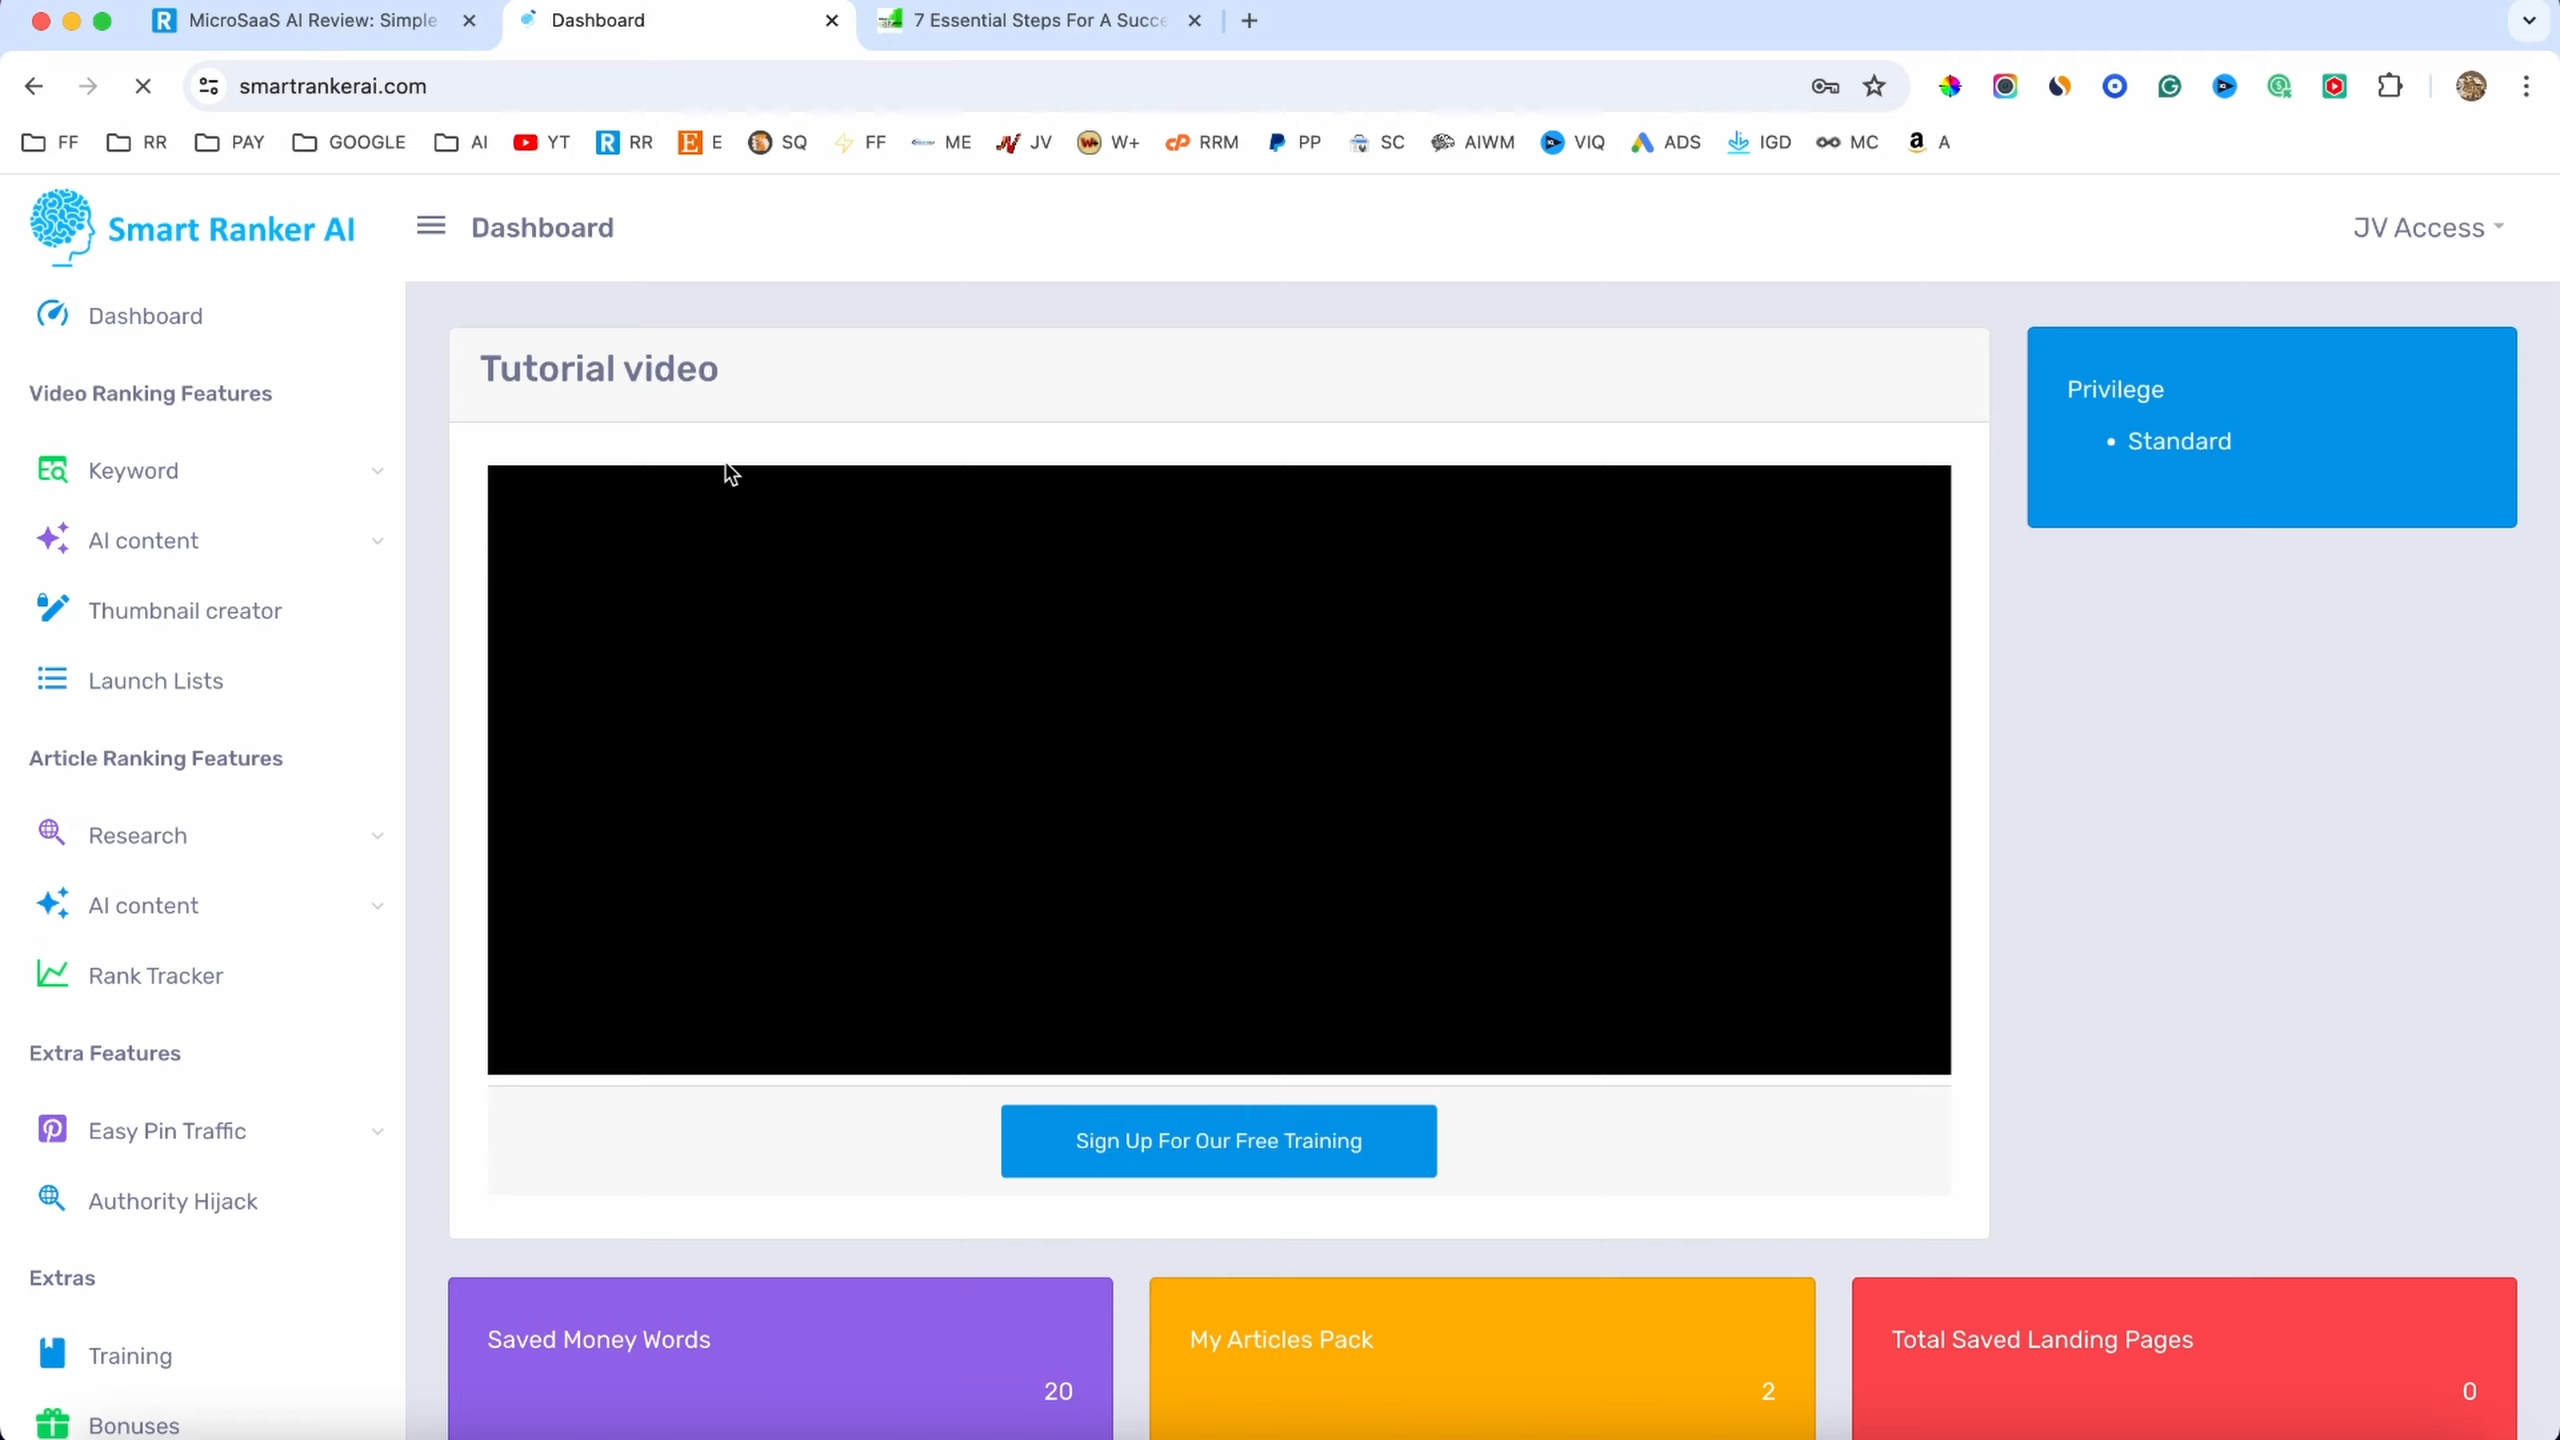 MicroSaaS AI Review: Simple
Dashboard
7 Essential Steps For A Succe
smartrankerai.com
FF RR PAY GOOGLE AI YT RR E SQ FF ME JV W+ RRM PP SC AIWM VIQ ADS IGD MC A
Smart Ranker AI
Dashboard
JV Access
Dashboard
Video Ranking Features
Keyword
AI content
Thumbnail creator
Launch Lists
Article Ranking Features
Research
AI content
Rank Tracker
Extra Features
Easy Pin Traffic
Authority Hijack
Extras
Training
Bonuses
Tutorial video
Sign Up For Our Free Training
Privilege
• Standard
Saved Money Words
20
My Articles Pack
2
Total Saved Landing Pages
0